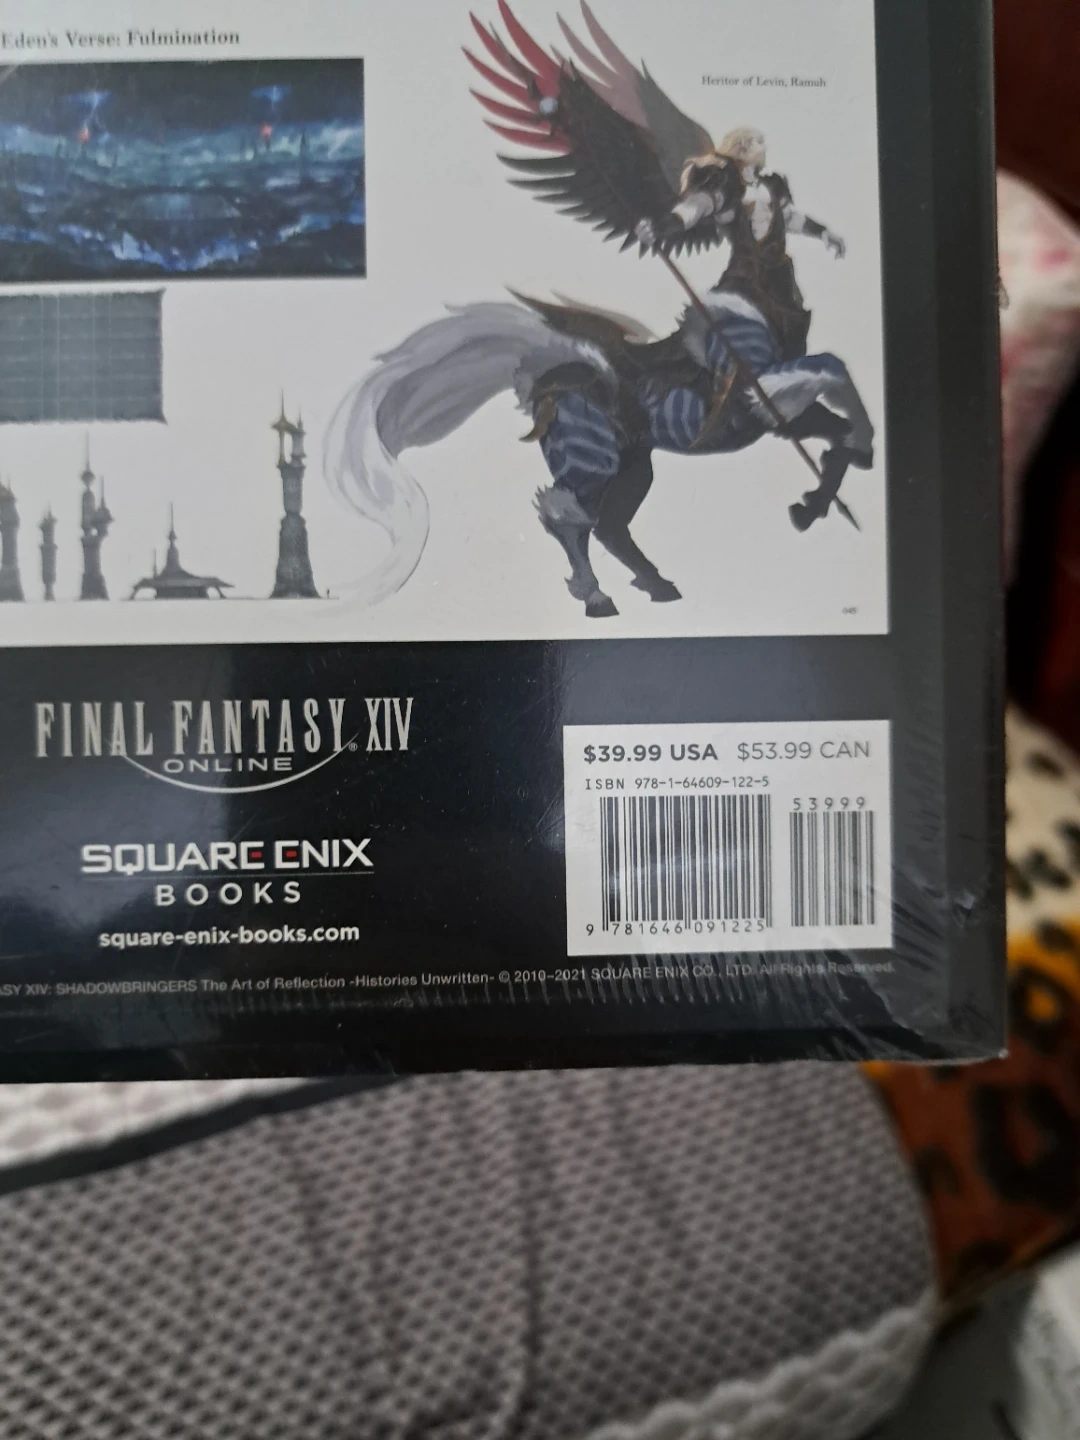 Eden's Verse: Fulmination
Heritor of Levin, Ramuh
FINAL FANTASY® XIV
ONLINE
SQUARE ENIX
BOOKS
square-enix-books.com
$39.99 USA $53.99 CAN
ISBN 978-1-64609-122-5
53999
9 781646 091225
ASY XIV: SHADOWBRINGERS The Art of Reflection -Histories Unwritten- © 2010–2021 SQUARE ENIX CO., LTD. All Rights Reserved.